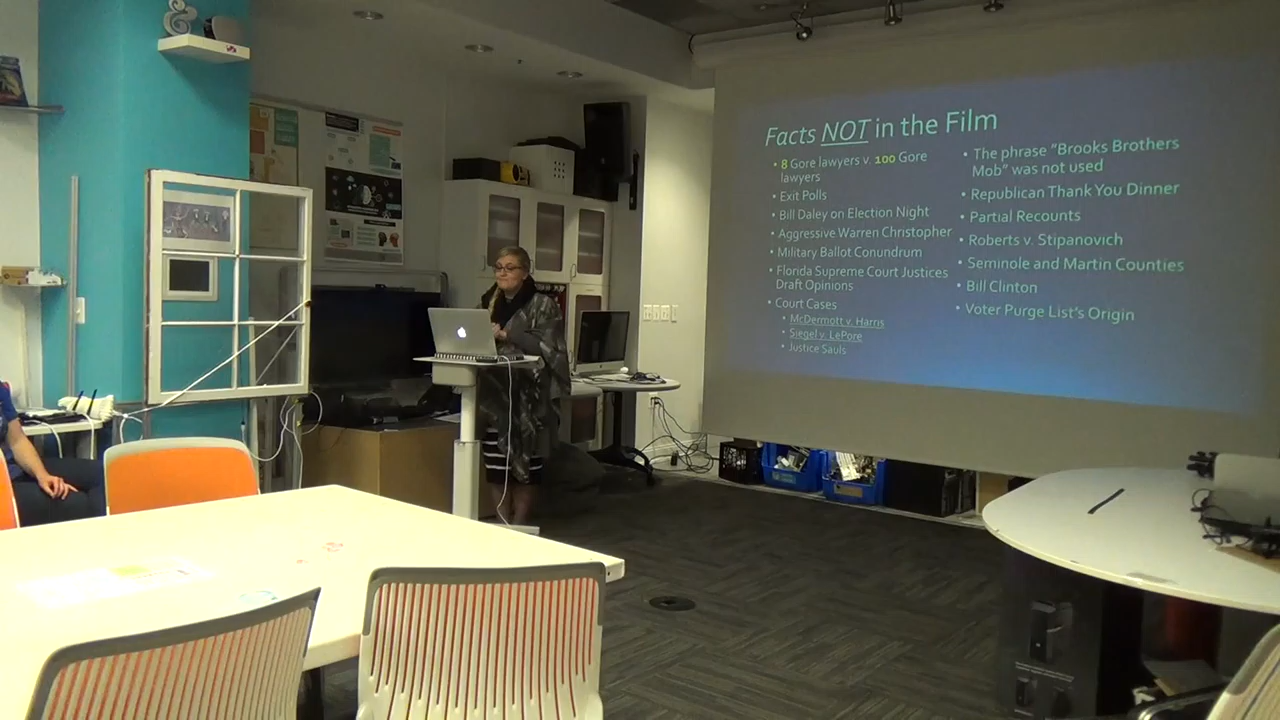 Facts NOT in the Film
• 8 Gore lawyers v. 100 Gore
lawyers
• Exit Polls
• Bill Daley on Election Night
• Aggressive Warren Christopher
• Military Ballot Conundrum
• Florida Supreme Court Justices
Draft Opinions
• Court Cases
• McDermott v. Harris
• Siegel v. LePore
• Justice Sauls
• The phrase "Brooks Brothers
Mob" was not used
• Republican Thank You Dinner
• Partial Recounts
• Roberts v. Stipanovich
• Seminole and Martin Counties
• Bill Clinton
• Voter Purge List's Origin
&